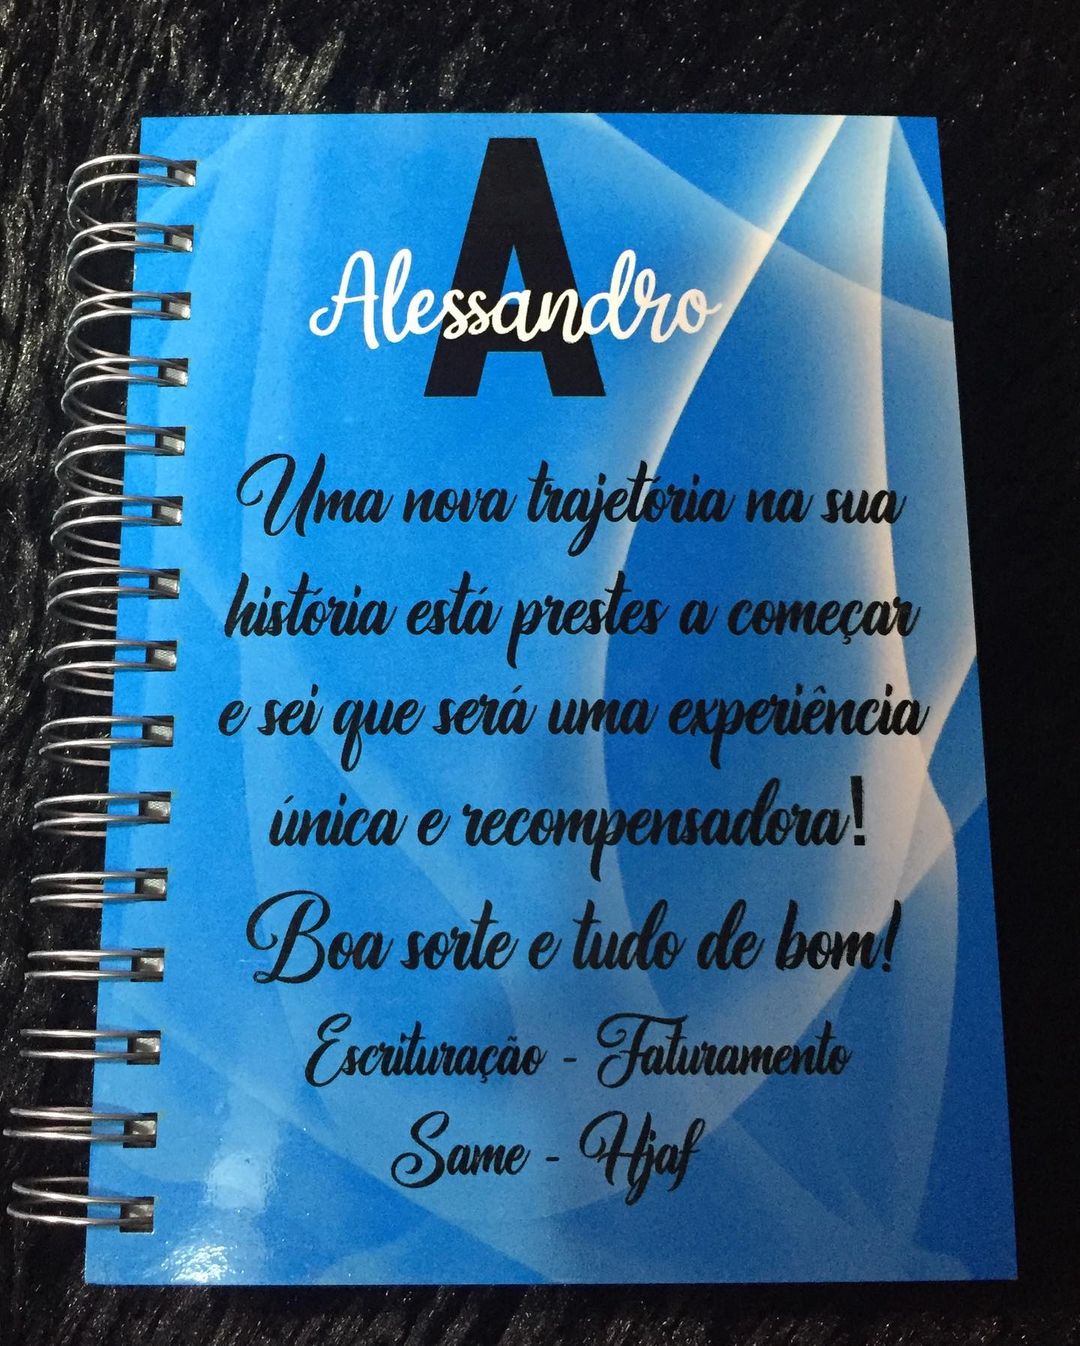 A
Alessandro
Uma nova trajetória na sua
história está prestes a começar
e sei que será uma experiência
única e recompensadora!
Boa sorte e tudo de bom!
Escrituração - Faturamento
Same - Hjaf